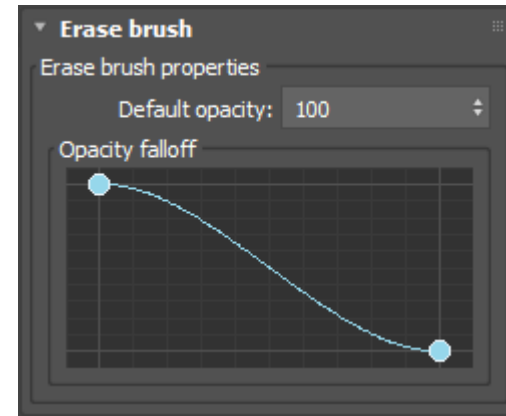 Erase brush
Erase brush properties
Default opacity: 100
Opacity falloff